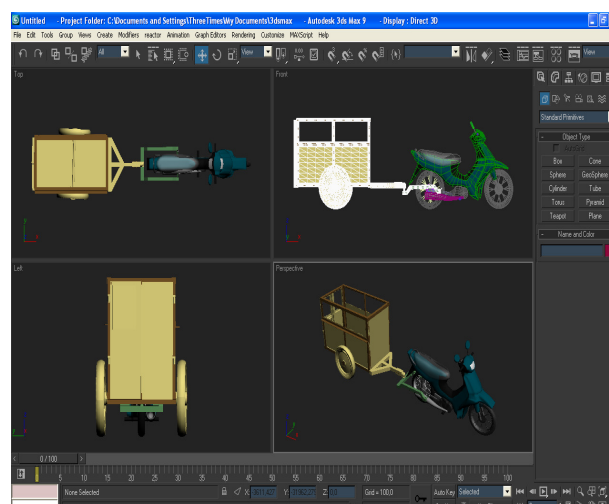 Untitled - Project Folder: C:\Documents and Settings\ThreeTimes\My Documents\3dsmax - Autodesk 3ds Max 9 - Display : Direct 3D
File Edit Tools Group Views Create Modifiers reactor Animation Graph Editors Rendering Customize MAXScript Help
All View View
Top Front
Standard Primitives
- Object Type
AutoGrid
Box Cone
Sphere GeoSphere
Cylinder Tube
Torus Pyramid
Teapot Plane
- Name and Color
Left Perspective
0 / 100
5 10 15 20 25 30 35 40 45 50 55 60 65 70 75 80 85 90 95 100
None Selected X: Y: Z: 0.0 Grid = 100.0 Auto Key Selected